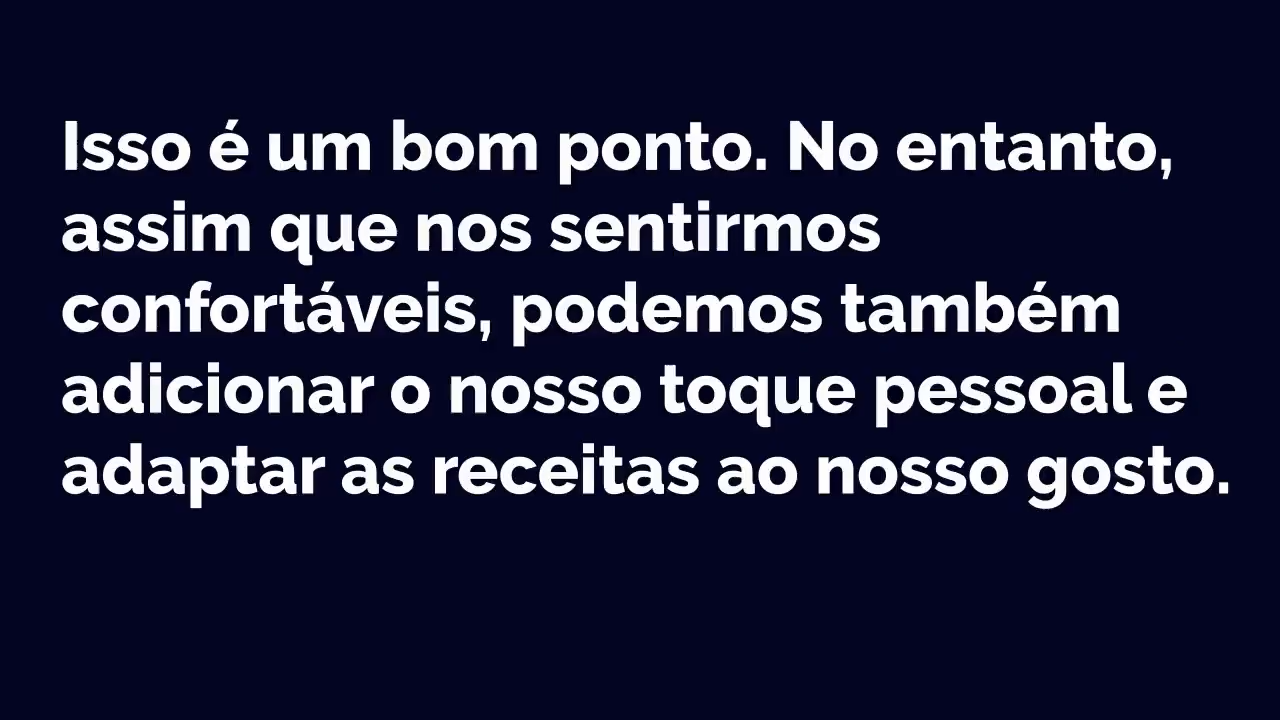 Isso é um bom ponto. No entanto,
assim que nos sentirmos
confortáveis, podemos também
adicionar o nosso toque pessoal e
adaptar as receitas ao nosso gosto.